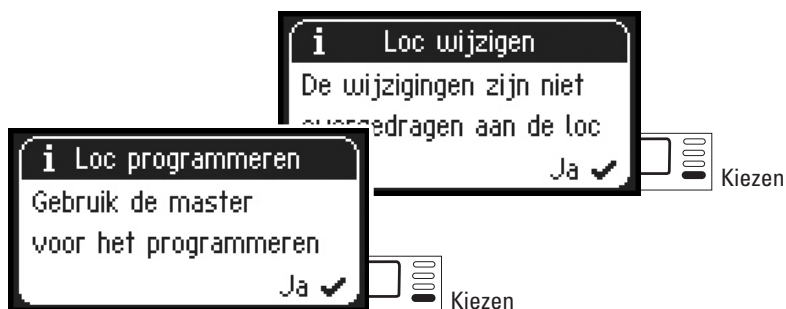 i Loc wijzigen
De wijzigingen zijn niet
overgedragen aan de loc
Ja ✔
Kiezen
i Loc programmeren
Gebruik de master
voor het programmeren
Ja ✔
Kiezen